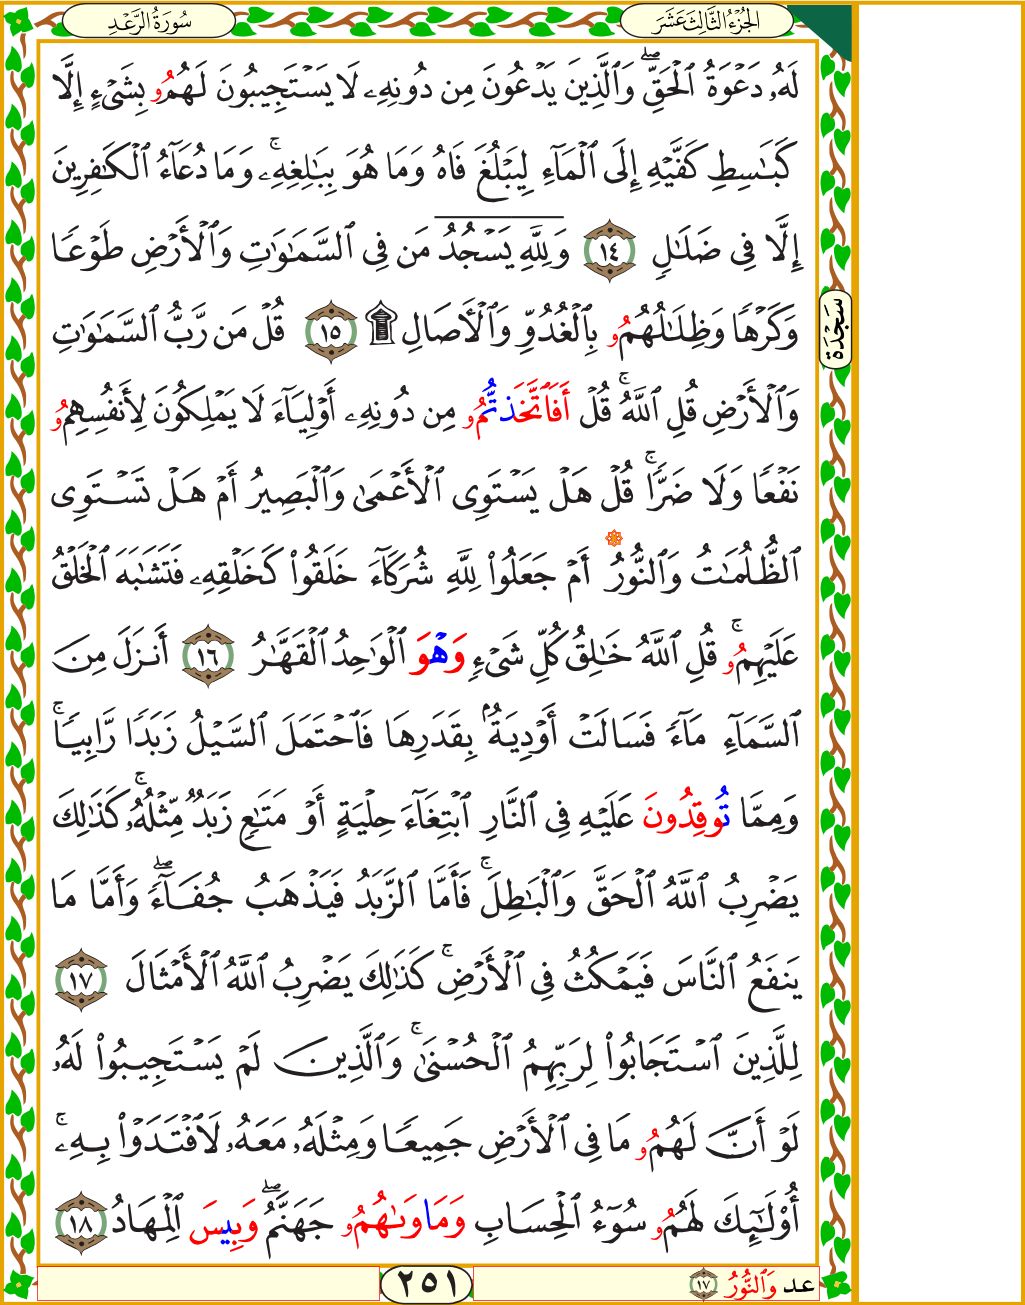 سُورَةُ الرَّعْدِ
الجُزْءُ الثَّالِثَ عَشَرَ
لَهُۥ دَعْوَةُ ٱلْحَقِّۖ وَٱلَّذِينَ يَدْعُونَ مِن دُونِهِۦ لَا يَسْتَجِيبُونَ لَهُمُۥ بِشَىْءٍ إِلَّا
كَبَٰسِطِ كَفَّيْهِ إِلَى ٱلْمَآءِ لِيَبْلُغَ فَاهُ وَمَا هُوَ بِبَٰلِغِهِۦۚ وَمَا دُعَآءُ ٱلْكَٰفِرِينَ
إِلَّا فِى ضَلَٰلٍ ١٤ وَلِلَّهِ يَسْجُدُ مَن فِى ٱلسَّمَٰوَٰتِ وَٱلْأَرْضِ طَوْعًا
وَكَرْهًا وَظِلَٰلُهُمُۥ بِٱلْغُدُوِّ وَٱلْأٓصَالِ ۩ ١٥ قُلْ مَن رَّبُّ ٱلسَّمَٰوَٰتِ
سَجْدَة
وَٱلْأَرْضِ قُلِ ٱللَّهُۚ قُلْ أَفَٱتَّخَذتُّمُۥ مِن دُونِهِۦٓ أَوْلِيَآءَ لَا يَمْلِكُونَ لِأَنفُسِهِمُۥ
نَفْعًا وَلَا ضَرًّاۚ قُلْ هَلْ يَسْتَوِى ٱلْأَعْمَىٰ وَٱلْبَصِيرُ أَمْ هَلْ تَسْتَوِى
ٱلظُّلُمَٰتُ وَٱلنُّورُ أَمْ جَعَلُوا۟ لِلَّهِ شُرَكَآءَ خَلَقُوا۟ كَخَلْقِهِۦ فَتَشَٰبَهَ ٱلْخَلْقُ
عَلَيْهِمُۥۚ قُلِ ٱللَّهُ خَٰلِقُ كُلِّ شَىْءٍ وَهْوَ ٱلْوَٰحِدُ ٱلْقَهَّٰرُ ١٦ أَنزَلَ مِنَ
ٱلسَّمَآءِ مَآءً فَسَالَتْ أَوْدِيَةٌۢ بِقَدَرِهَا فَٱحْتَمَلَ ٱلسَّيْلُ زَبَدًا رَّابِيًاۚ
وَمِمَّا تُوقِدُونَ عَلَيْهِ فِى ٱلنَّارِ ٱبْتِغَآءَ حِلْيَةٍ أَوْ مَتَٰعٍ زَبَدٌ مِّثْلُهُۥۚ كَذَٰلِكَ
يَضْرِبُ ٱللَّهُ ٱلْحَقَّ وَٱلْبَٰطِلَۚ فَأَمَّا ٱلزَّبَدُ فَيَذْهَبُ جُفَآءًۖ وَأَمَّا مَا
يَنفَعُ ٱلنَّاسَ فَيَمْكُثُ فِى ٱلْأَرْضِۚ كَذَٰلِكَ يَضْرِبُ ٱللَّهُ ٱلْأَمْثَالَ ١٧
لِلَّذِينَ ٱسْتَجَابُوا۟ لِرَبِّهِمُ ٱلْحُسْنَىٰۚ وَٱلَّذِينَ لَمْ يَسْتَجِيبُوا۟ لَهُۥ
لَوْ أَنَّ لَهُمُۥ مَا فِى ٱلْأَرْضِ جَمِيعًا وَمِثْلَهُۥ مَعَهُۥ لَٱفْتَدَوْا۟ بِهِۦٓۚ
أُو۟لَٰٓئِكَ لَهُمُۥ سُوٓءُ ٱلْحِسَابِ وَمَاوَىٰهُمُۥ جَهَنَّمُۖ وَبِيسَ ٱلْمِهَادُ ١٨
عد وَٱلنُّورُ ١٧
٢٥١